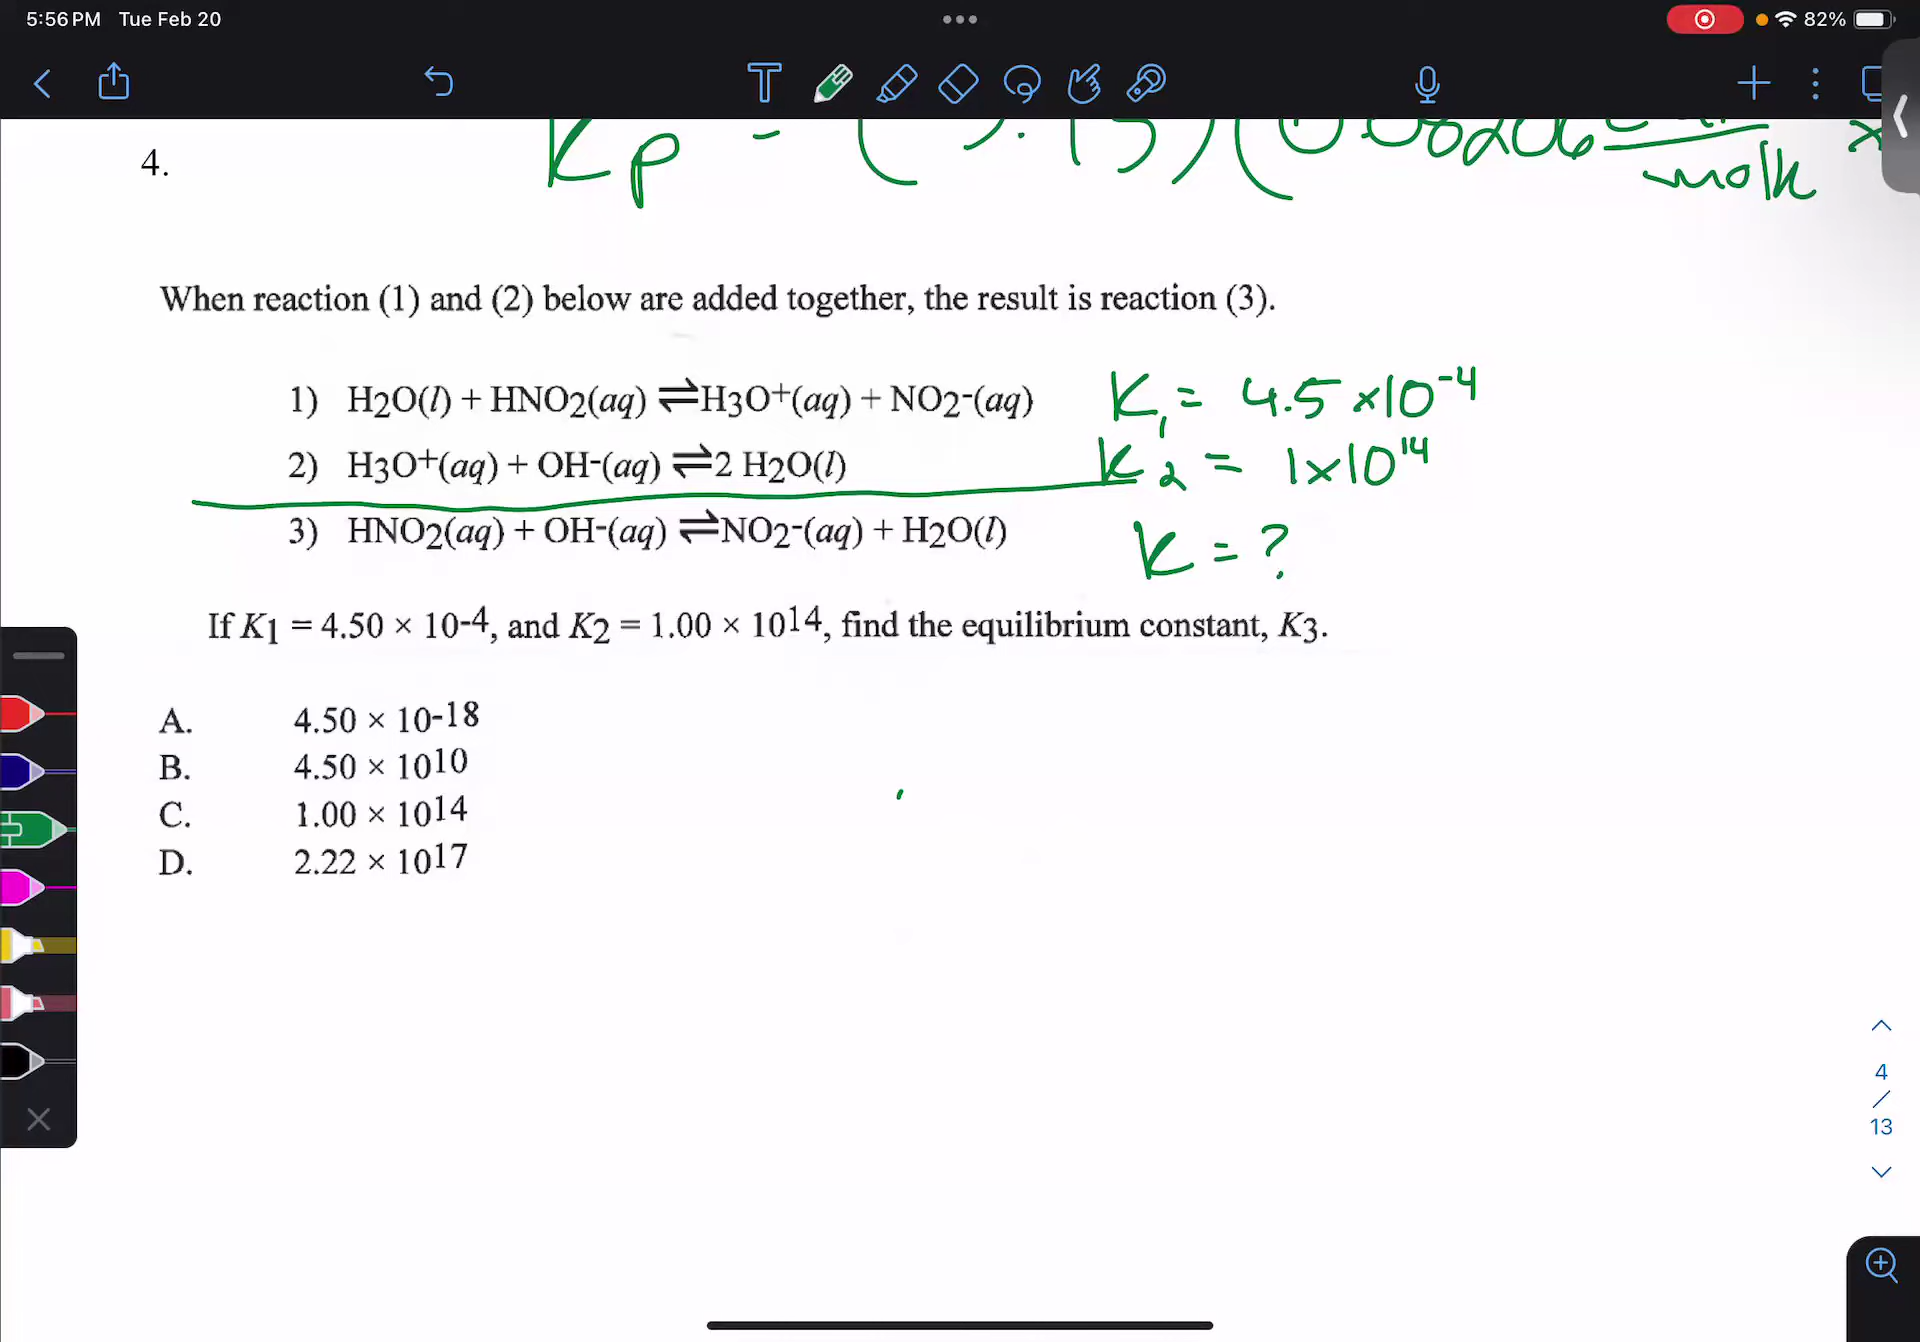 5:56 PM Tue Feb 20
82%
Kp = (
molk
4.
When reaction (1) and (2) below are added together, the result is reaction (3).
1) H2O(l) + HNO2(aq) ⇌H3O+(aq) + NO2-(aq) K1 = 4.5 x10^-4
2) H3O+(aq) + OH-(aq) ⇌2 H2O(l) K2 = 1x10^14
3) HNO2(aq) + OH-(aq) ⇌NO2-(aq) + H2O(l) K = ?
If K1 = 4.50 × 10-4, and K2 = 1.00 × 1014, find the equilibrium constant, K3.
A. 4.50 × 10-18
B. 4.50 × 1010
C. 1.00 × 1014
D. 2.22 × 1017
4
/
13